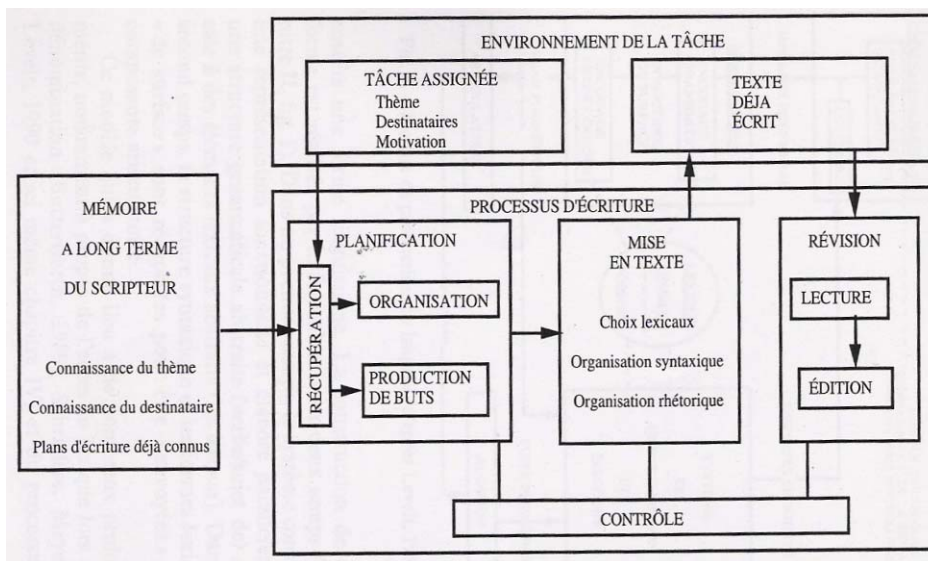 ENVIRONNEMENT DE LA TÂCHE
TÂCHE ASSIGNÉE
Thème
Destinataires
Motivation
TEXTE
DÉJA
ÉCRIT
MÉMOIRE
A LONG TERME
DU SCRIPTEUR
Connaissance du thème
Connaissance du destinataire
Plans d'écriture déjà connus
PROCESSUS D'ÉCRITURE
PLANIFICATION
RÉCUPÉRATION
ORGANISATION
PRODUCTION
DE BUTS
MISE
EN TEXTE
Choix lexicaux
Organisation syntaxique
Organisation rhétorique
RÉVISION
LECTURE
ÉDITION
CONTRÔLE